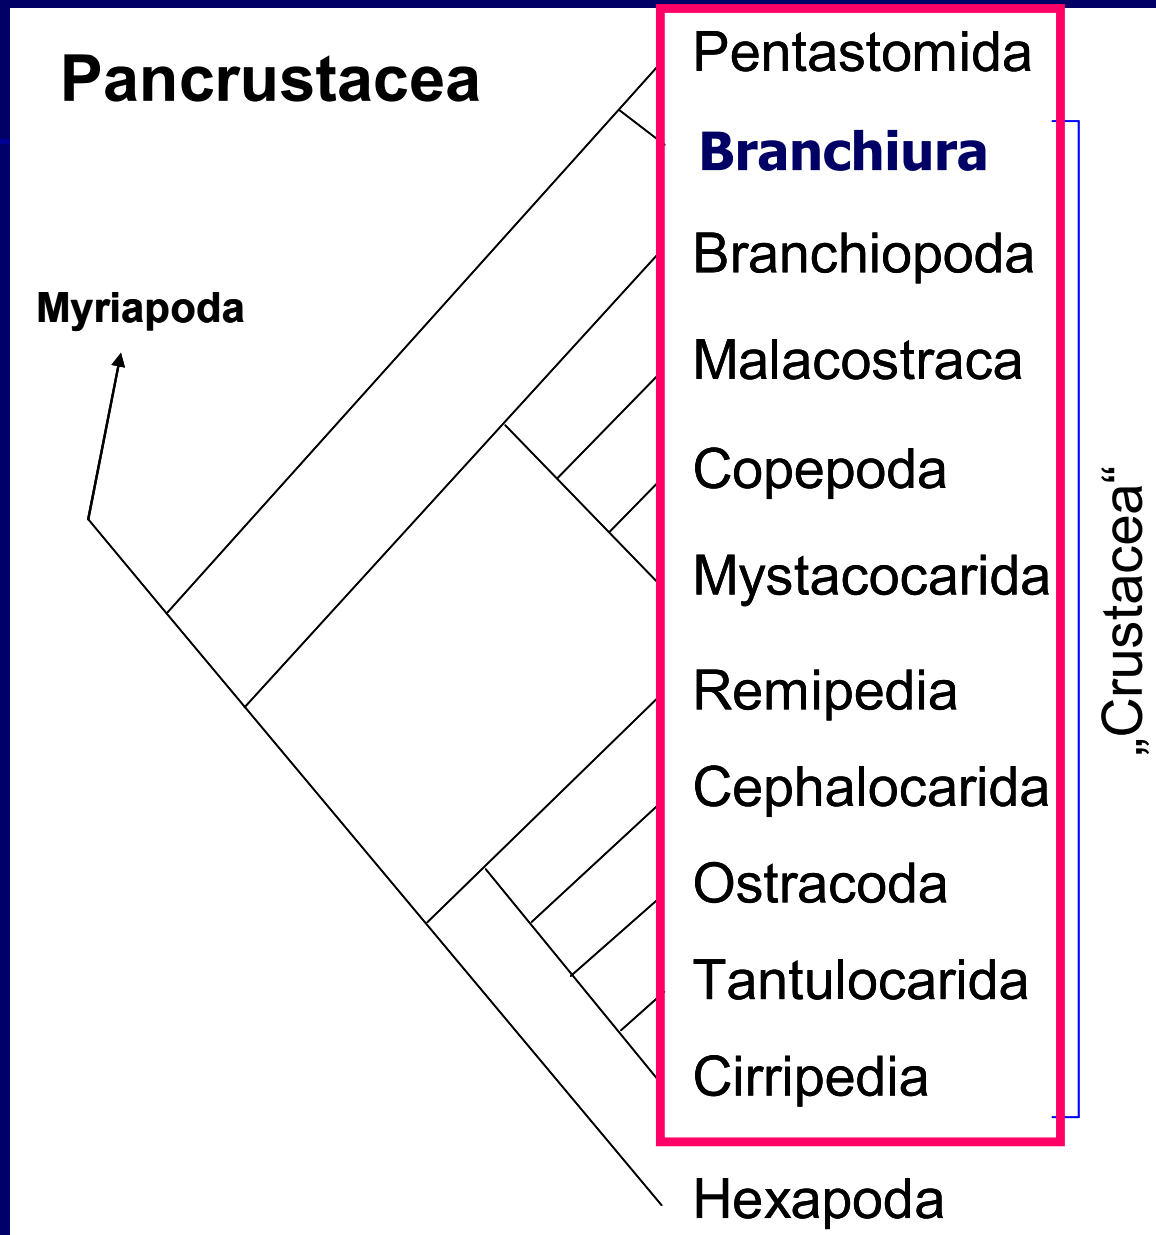 Pancrustacea
Myriapoda
Pentastomida
Branchiura
Branchiopoda
Malacostraca
Copepoda
Mystacocarida
Remipedia
Cephalocarida
Ostracoda
Tantulocarida
Cirripedia
Hexapoda
„Crustacea“